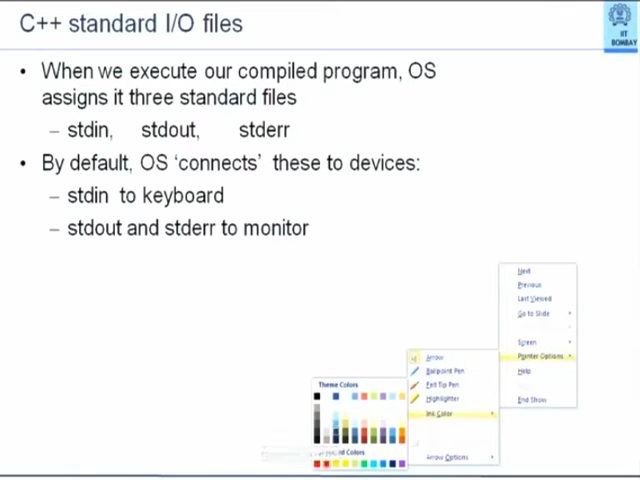 C++ standard I/O files
IIT
BOMBAY
• When we execute our compiled program, OS
assigns it three standard files
– stdin, stdout, stderr
• By default, OS ‘connects’ these to devices:
– stdin to keyboard
– stdout and stderr to monitor
Next
Previous
Last Viewed
Go to Slide
Screen
Pointer Options
Help
End Show
Arrow
Ballpoint Pen
Felt Tip Pen
Highlighter
Ink Color
Arrow Options
Theme Colors
Colors